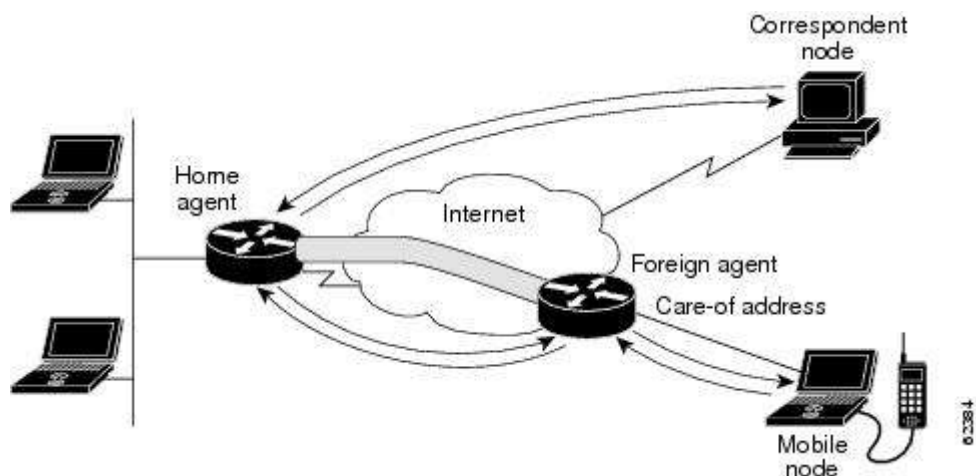 Correspondent
node
Home
agent
Internet
Foreign agent
Care-of address
Mobile
node
62384